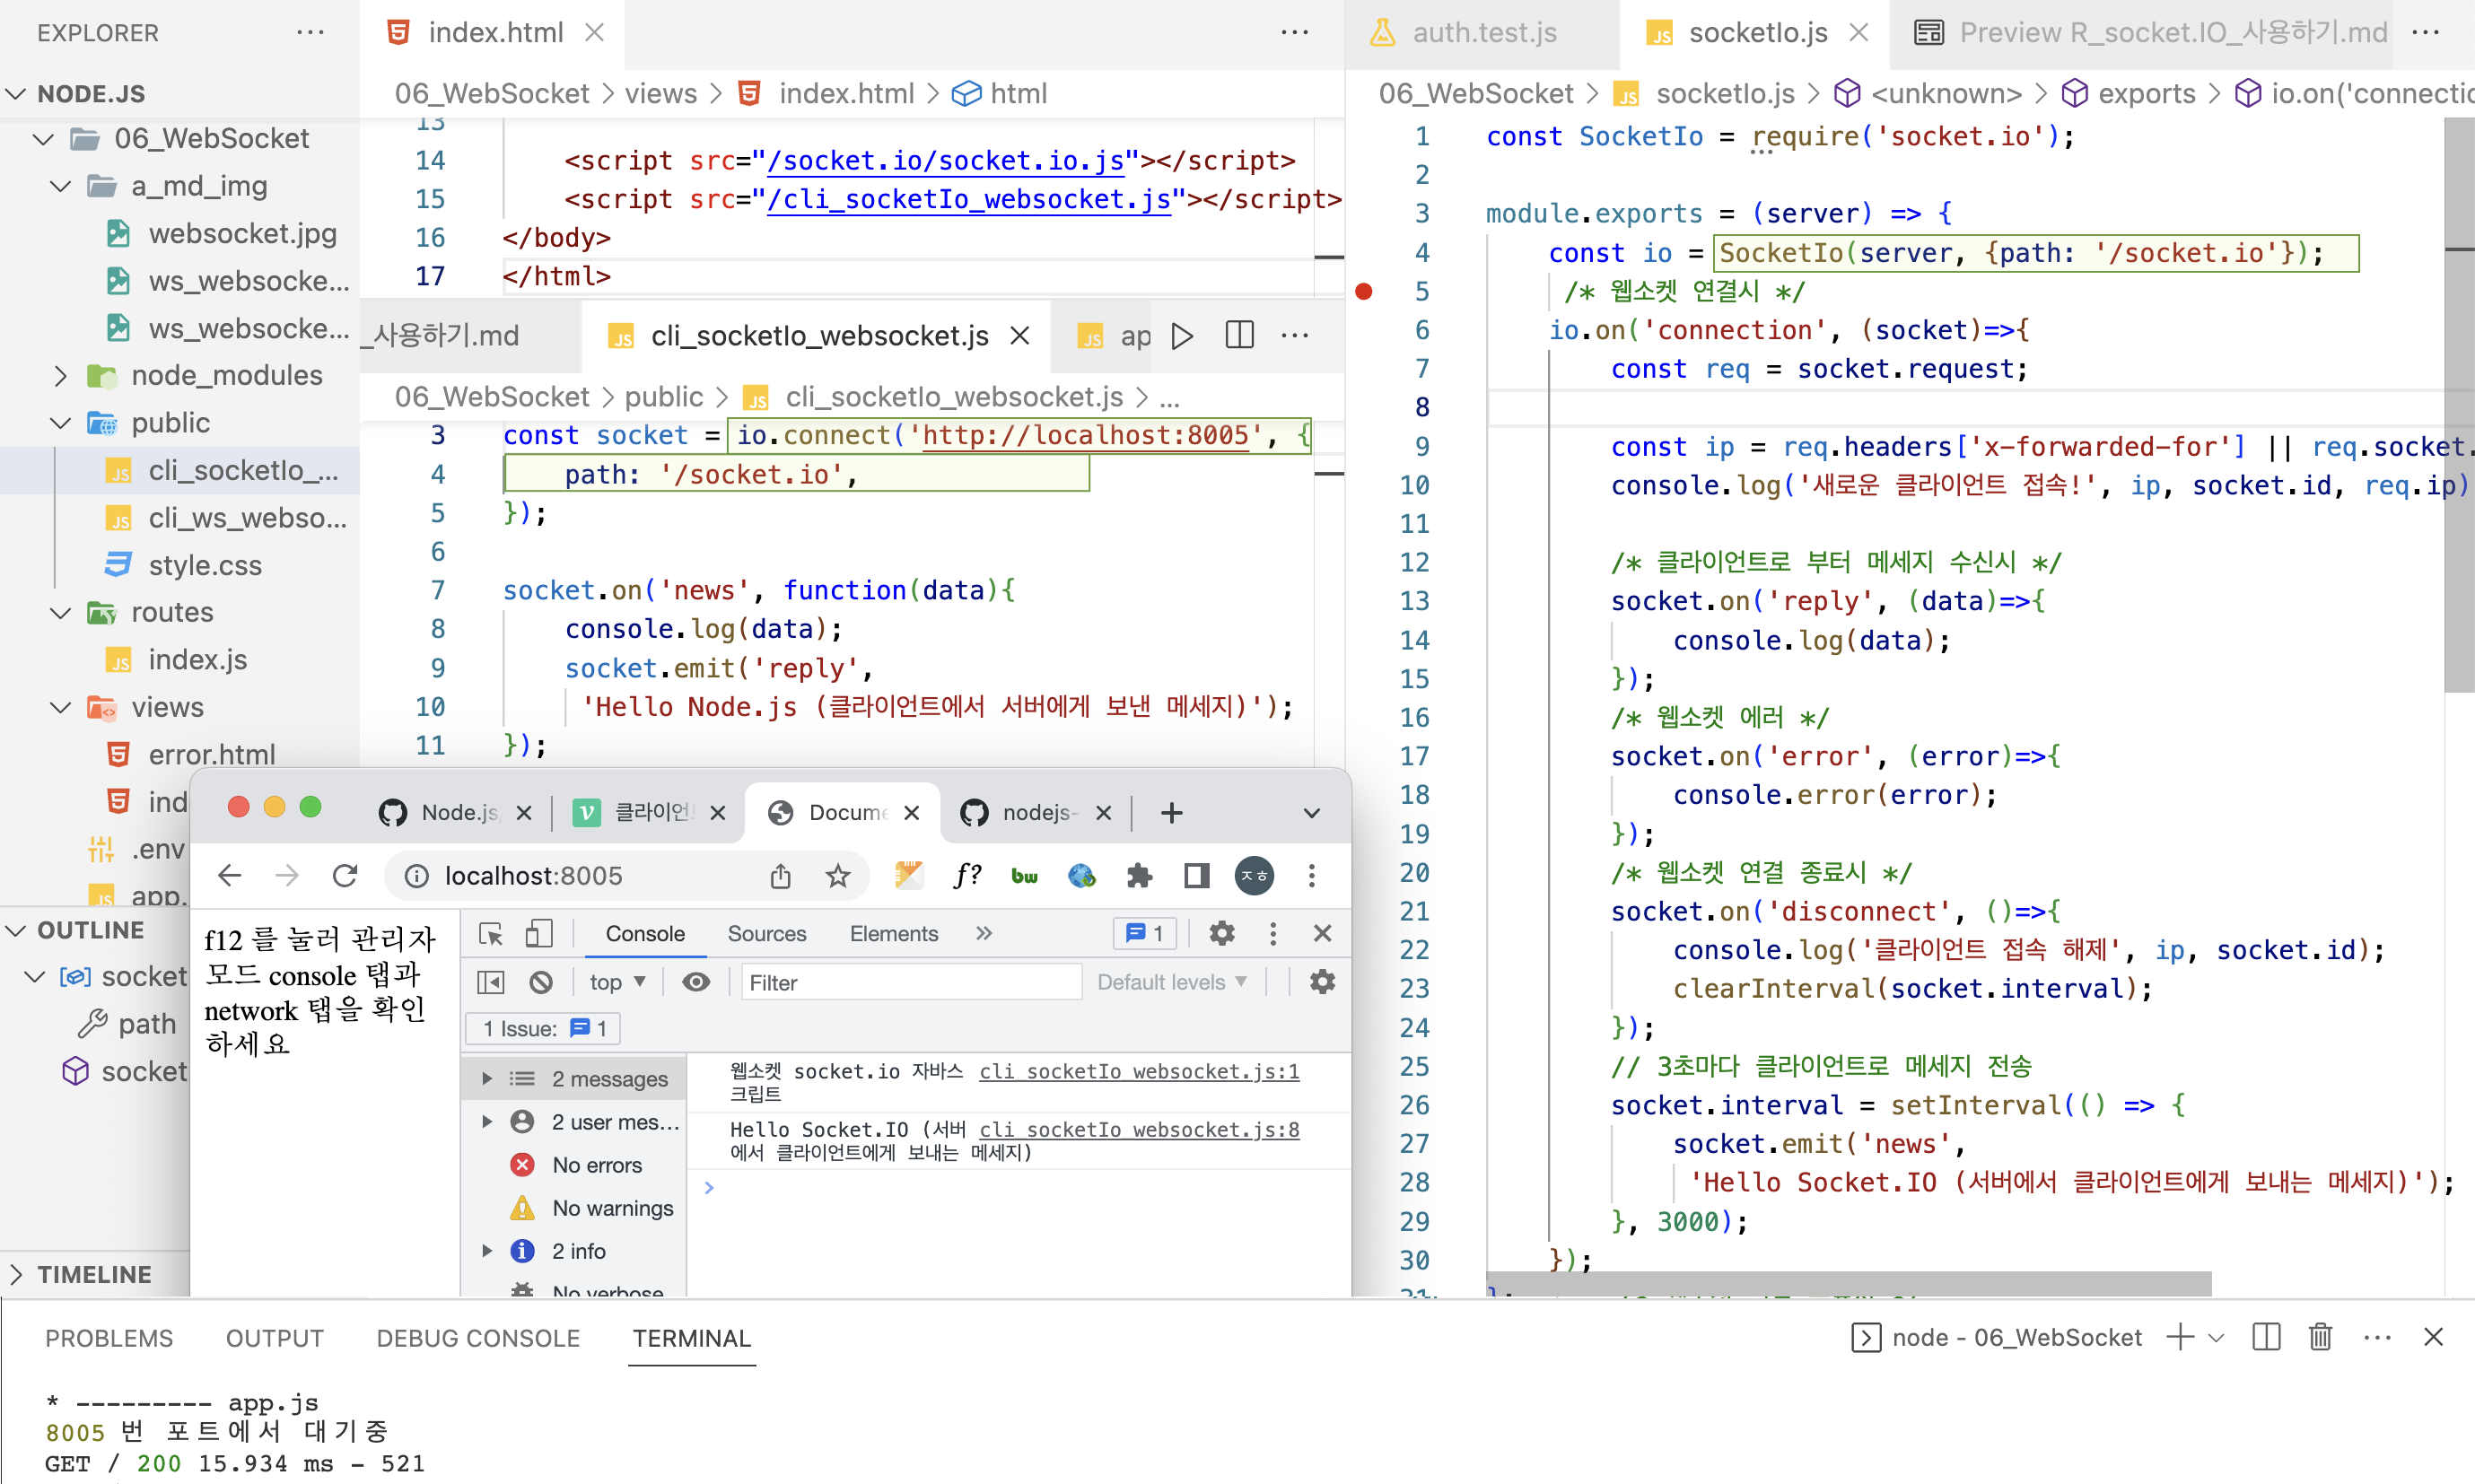 EXPLORER
NODE.JS
06_WebSocket
a_md_img
websocket.jpg
ws_websocke...
ws_websocke...
node_modules
public
cli_socketIo_...
cli_ws_webso...
style.css
routes
index.js
views
error.html
ind
.env
app.
OUTLINE
socket
path
socket
TIMELINE
index.html
06_WebSocket > views > index.html > html
13
14 <script src="/socket.io/socket.io.js"></script>
15 <script src="/cli_socketIo_websocket.js"></script>
16 </body>
17 </html>
_사용하기.md
cli_socketIo_websocket.js
ap
06_WebSocket > public > cli_socketIo_websocket.js > ...
3 const socket = io.connect('http://localhost:8005', {
4 path: '/socket.io',
5 });
6
7 socket.on('news', function(data){
8 console.log(data);
9 socket.emit('reply',
10 'Hello Node.js (클라이언트에서 서버에게 보낸 메세지)');
11 });
auth.test.js
socketIo.js
Preview R_socket.IO_사용하기.md
06_WebSocket > socketIo.js > <unknown> > exports > io.on('connectio
1 const SocketIo = require('socket.io');
2
3 module.exports = (server) => {
4 const io = SocketIo(server, {path: '/socket.io'});
5 /* 웹소켓 연결시 */
6 io.on('connection', (socket)=>{
7 const req = socket.request;
8
9 const ip = req.headers['x-forwarded-for'] || req.socket.
10 console.log('새로운 클라이언트 접속!', ip, socket.id, req.ip)
11
12 /* 클라이언트로 부터 메세지 수신시 */
13 socket.on('reply', (data)=>{
14 console.log(data);
15 });
16 /* 웹소켓 에러 */
17 socket.on('error', (error)=>{
18 console.error(error);
19 });
20 /* 웹소켓 연결 종료시 */
21 socket.on('disconnect', ()=>{
22 console.log('클라이언트 접속 해제', ip, socket.id);
23 clearInterval(socket.interval);
24 });
25 // 3초마다 클라이언트로 메세지 전송
26 socket.interval = setInterval(() => {
27 socket.emit('news',
28 'Hello Socket.IO (서버에서 클라이언트에게 보내는 메세지)');
29 }, 3000);
30 });
Node.js
클라이언
Docume
nodejs-
localhost:8005
f?
bw
ㅈㅎ
f12 를 눌러 관리자
모드 console 탭과
network 탭을 확인
하세요
Console Sources Elements 1
top Filter Default levels
1 Issue: 1
2 messages
2 user mes...
No errors
No warnings
2 info
No verbose
웹소켓 socket.io 자바스 cli_socketIo_websocket.js:1
크립트
Hello Socket.IO (서버 cli_socketIo_websocket.js:8
에서 클라이언트에게 보내는 메세지)
PROBLEMS OUTPUT DEBUG CONSOLE TERMINAL
node - 06_WebSocket
* --------- app.js
8005 번 포트에서 대기중
GET / 200 15.934 ms - 521